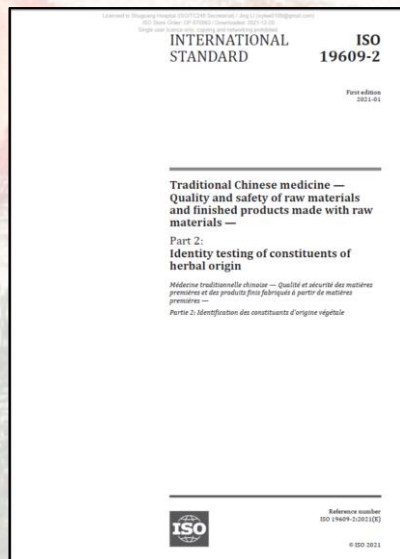 INTERNATIONAL
STANDARD
ISO
19609-2
First edition
2021-01
Traditional Chinese medicine —
Quality and safety of raw materials
and finished products made with raw
materials —
Part 2:
Identity testing of constituents of
herbal origin
Médecine traditionnelle chinoise — Qualité et sécurité des matières
premières et des produits finis fabriqués à partir de matières
premières —
Partie 2: Identification des constituants d'origine végétale
ISO
Reference number
ISO 19609-2:2021(E)
© ISO 2021